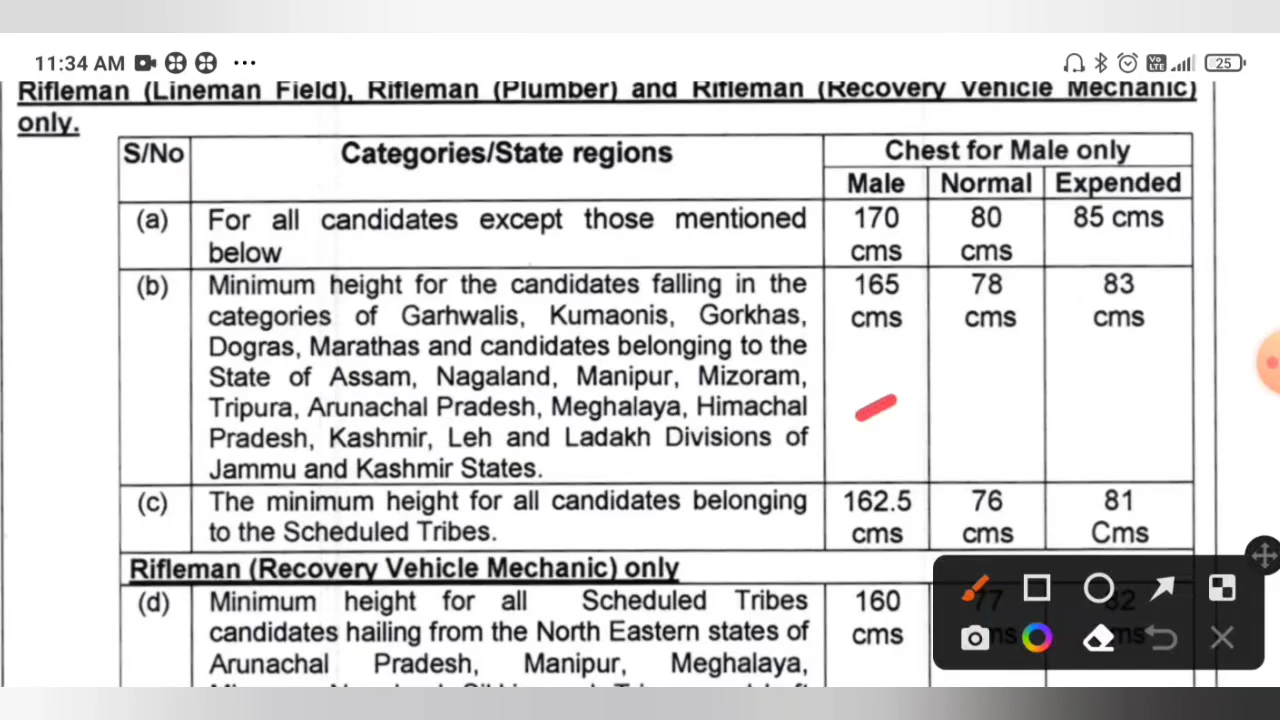 11:34 AM ...
Vo LTE 25
Rifleman (Lineman Field), Rifleman (Plumber) and Rifleman (Recovery Vehicle Mechanic)
only.
S/No Categories/State regions Chest for Male only
Male Normal Expended
(a) For all candidates except those mentioned 170 80 85 cms
below cms cms
(b) Minimum height for the candidates falling in the 165 78 83
categories of Garhwalis, Kumaonis, Gorkhas, cms cms cms
Dogras, Marathas and candidates belonging to the
State of Assam, Nagaland, Manipur, Mizoram,
Tripura, Arunachal Pradesh, Meghalaya, Himachal
Pradesh, Kashmir, Leh and Ladakh Divisions of
Jammu and Kashmir States.
(c) The minimum height for all candidates belonging 162.5 76 81
to the Scheduled Tribes. cms cms Cms
Rifleman (Recovery Vehicle Mechanic) only
(d) Minimum height for all Scheduled Tribes 160 77 82
candidates hailing from the North Eastern states of cms
Arunachal Pradesh, Manipur, Meghalaya,